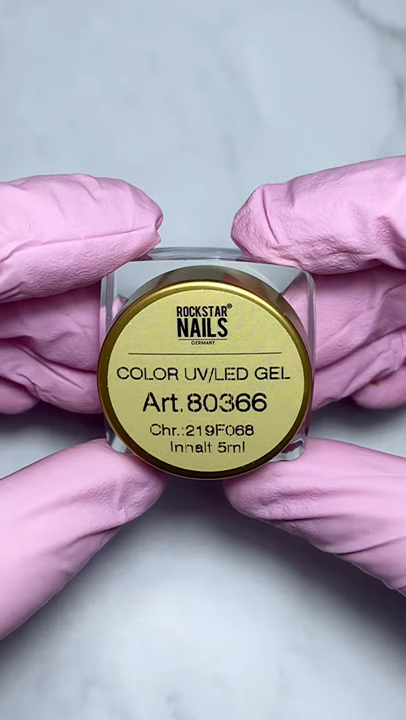 ROCKSTAR®
NAILS
GERMANY
COLOR UV/LED GEL
Art.80366
Chr.:219F068
Inhalt 5ml